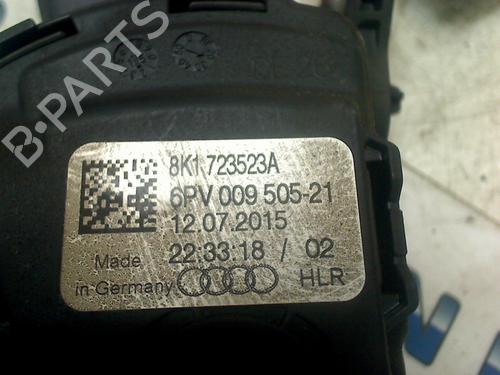 B-PARTS
8K1 723523A
6PV 009 505-21
12.07.2015
22:33:18 / 02
Made
in Germany
HLR